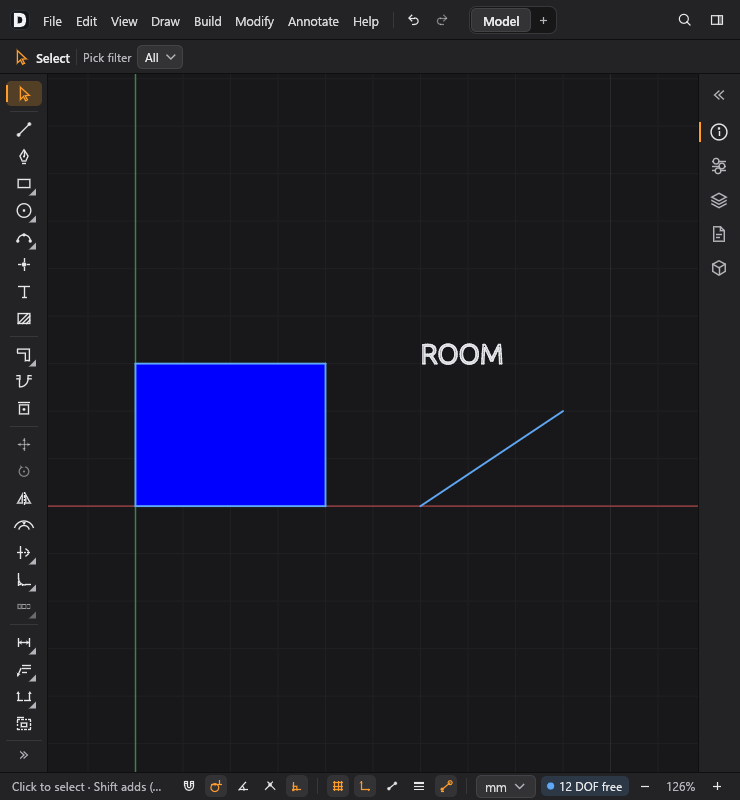 D File Edit View Draw Build Modify Annotate Help Model +
Select Pick filter All
ROOM
Click to select · Shift adds (... mm 12 DOF free − 126% +